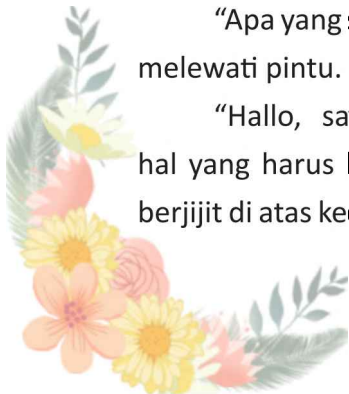 “Apa yang
melewati pintu.
“Hallo,
hal yang harus
berjijit di atas